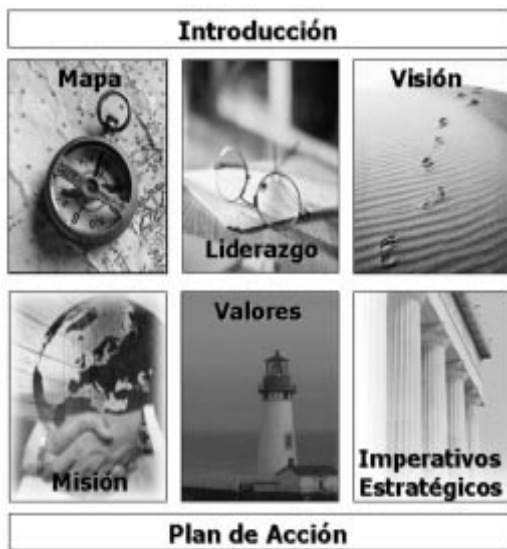 Introducción
Mapa
Liderazgo
Visión
Misión
Valores
Imperativos
Estratégicos
Plan de Acción